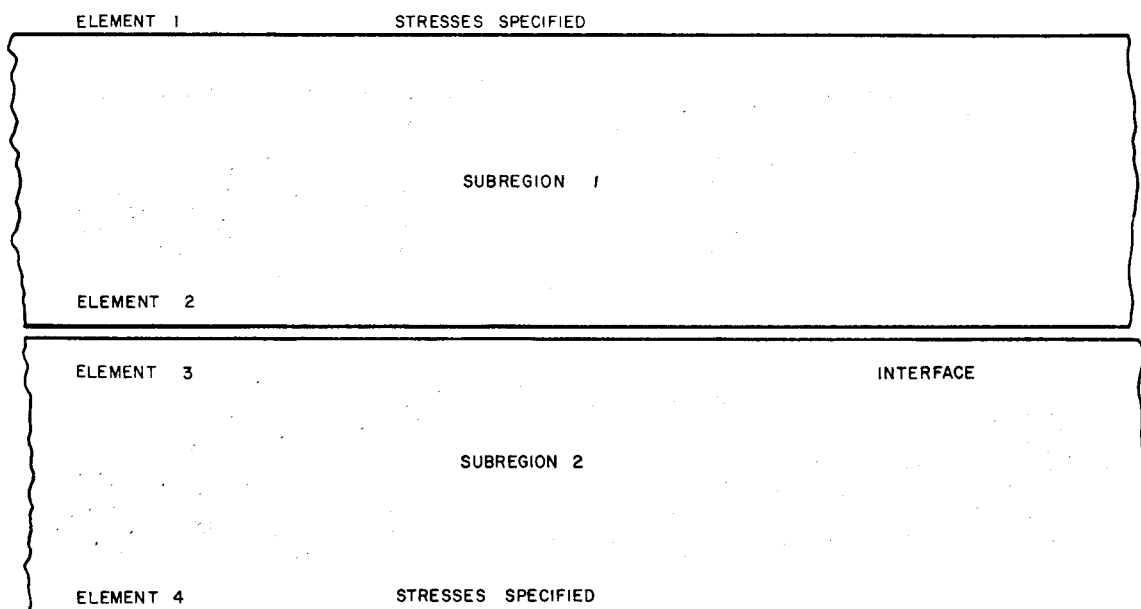 ELEMENT 1 STRESSES SPECIFIED
SUBREGION 1
ELEMENT 2
ELEMENT 3 INTERFACE
SUBREGION 2
ELEMENT 4 STRESSES SPECIFIED